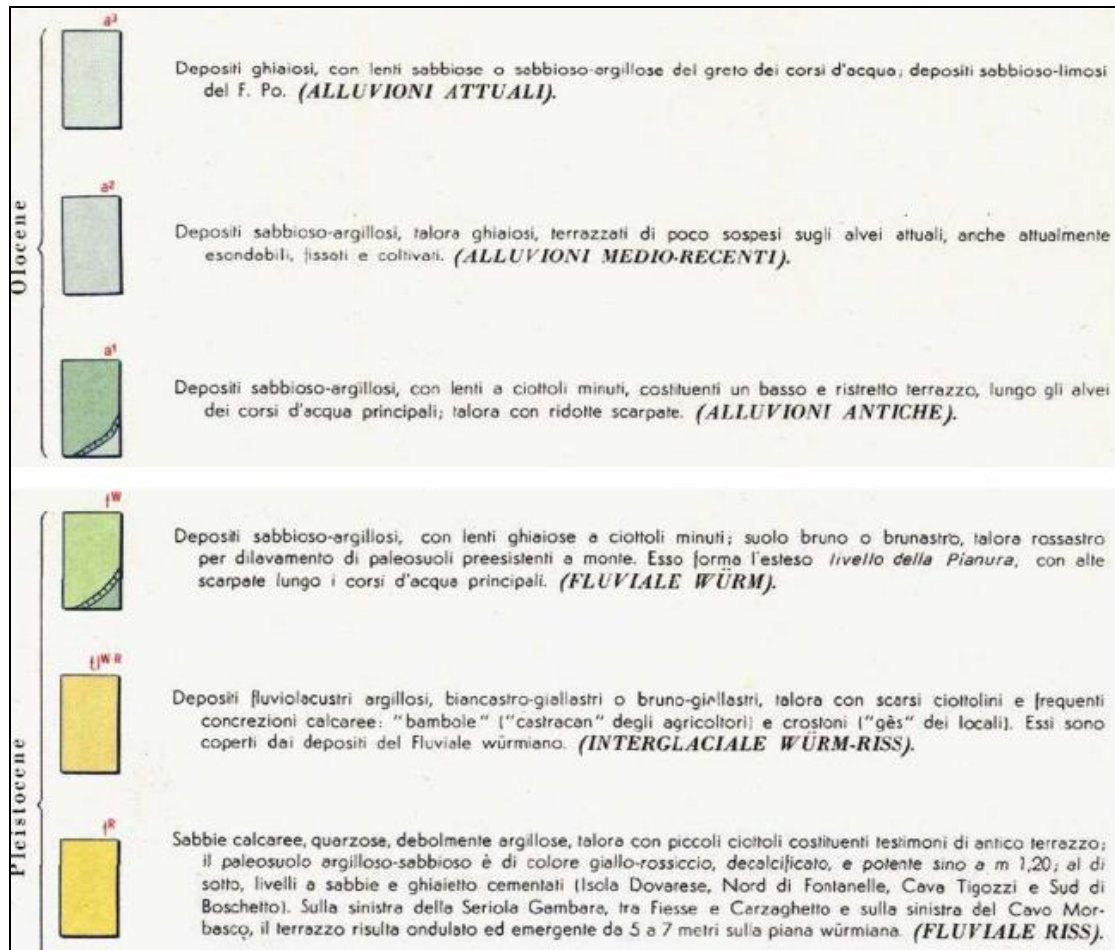 a³
Depositi ghiaiosi, con lenti sabbiose o sabbioso-argillose del greto dei corsi d'acqua; depositi sabbioso-limosi
del F. Po. (ALLUVIONI ATTUALI).
a²
Depositi sabbioso-argillosi, talora ghiaiosi, terrazzati di poco sospesi sugli alvei attuali, anche attualmente
esondabili, fissati e coltivati. (ALLUVIONI MEDIO-RECENTI).
Olocene
a¹
Depositi sabbioso-argillosi, con lenti a ciottoli minuti, costituenti un basso e ristretto terrazzo, lungo gli alvei
dei corsi d'acqua principali; talora con ridotte scarpate. (ALLUVIONI ANTICHE).
fW
Depositi sabbioso-argillosi, con lenti ghiaiose a ciottoli minuti; suolo bruno o brunastro, talora rossastro
per dilavamento di paleosuoli preesistenti a monte. Esso forma l'esteso livello della Pianura, con alte
scarpate lungo i corsi d'acqua principali. (FLUVIALE WÜRM).
flW-R
Depositi fluviolacustri argillosi, biancastro-giallastri o bruno-giallastri, talora con scarsi ciottolini e frequenti
concrezioni calcaree: "bambole" ("castracan" degli agricoltori) e crostoni ("gès" dei locali). Essi sono
coperti dai depositi del Fluviale würmiano. (INTERGLACIALE WÜRM-RISS).
Pleistocene
fR
Sabbie calcaree, quarzose, debolmente argillose, talora con piccoli ciottoli costituenti testimoni di antico terrazzo;
il paleosuolo argilloso-sabbioso è di colore giallo-rossiccio, decalcificato, e potente sino a m 1,20; al di
sotto, livelli a sabbie e ghiaietto cementati (Isola Dovarese, Nord di Fontanelle, Cava Tigozzi e Sud di
Boschetto). Sulla sinistra della Seriola Gambara, tra Fiesse e Carzaghetto e sulla sinistra del Cavo Mor-
basco, il terrazzo risulta ondulato ed emergente da 5 a 7 metri sulla piana würmiana. (FLUVIALE RISS).